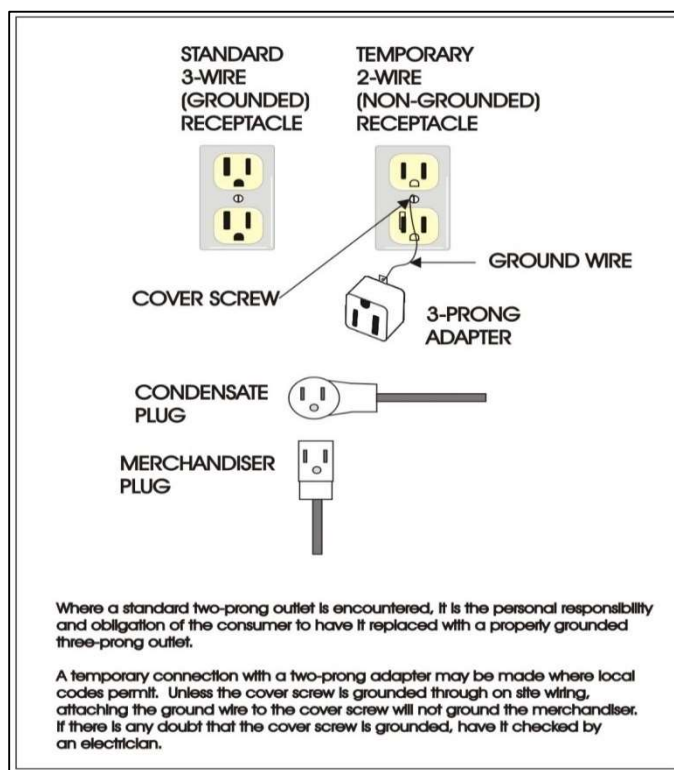 STANDARD
3-WIRE
(GROUNDED)
RECEPTACLE
TEMPORARY
2-WIRE
(NON-GROUNDED)
RECEPTACLE
GROUND WIRE
COVER SCREW
3-PRONG
ADAPTER
CONDENSATE
PLUG
MERCHANDISER
PLUG
Where a standard two-prong outlet is encountered, it is the personal responsibility
and obligation of the consumer to have it replaced with a properly grounded
three-prong outlet.
A temporary connection with a two-prong adapter may be made where local
codes permit. Unless the cover screw is grounded through on site wiring,
attaching the ground wire to the cover screw will not ground the merchandiser.
If there is any doubt that the cover screw is grounded, have it checked by
an electrician.